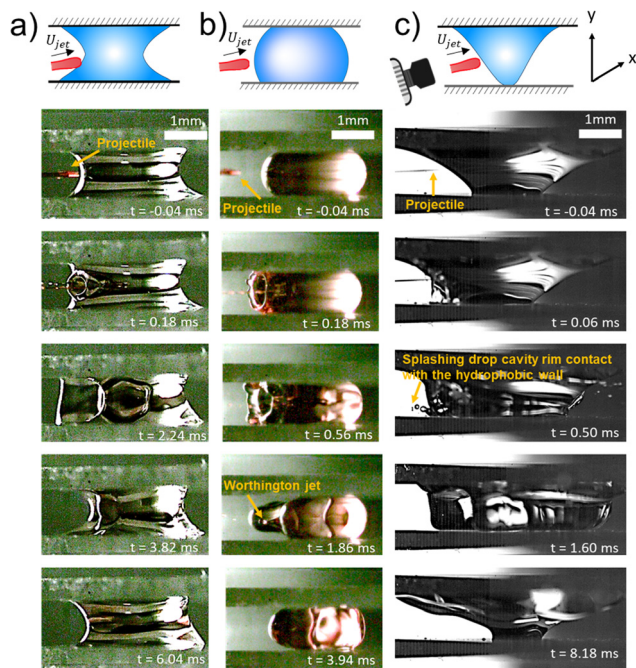 a)
U_jet
b)
U_jet
c)
U_jet
y
x
1mm
Projectile
t = -0.04 ms
1mm
Projectile
t = -0.04 ms
1mm
Projectile
t = -0.04 ms
t = 0.18 ms
t = 0.18 ms
t = 0.06 ms
t = 2.24 ms
t = 0.56 ms
Splashing drop cavity rim contact
with the hydrophobic wall
t = 0.50 ms
t = 3.82 ms
Worthington jet
t = 1.86 ms
t = 1.60 ms
t = 6.04 ms
t = 3.94 ms
t = 8.18 ms